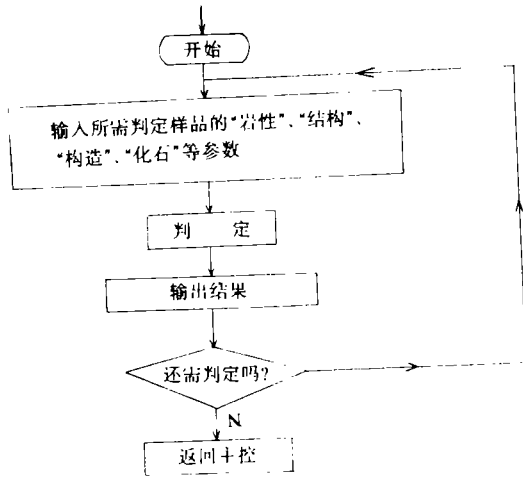 开始
输入所需判定样品的“岩性”、“结构”、
“构造”、“化石”等参数
判 定
输出结果
还需判定吗?
N
返回主控